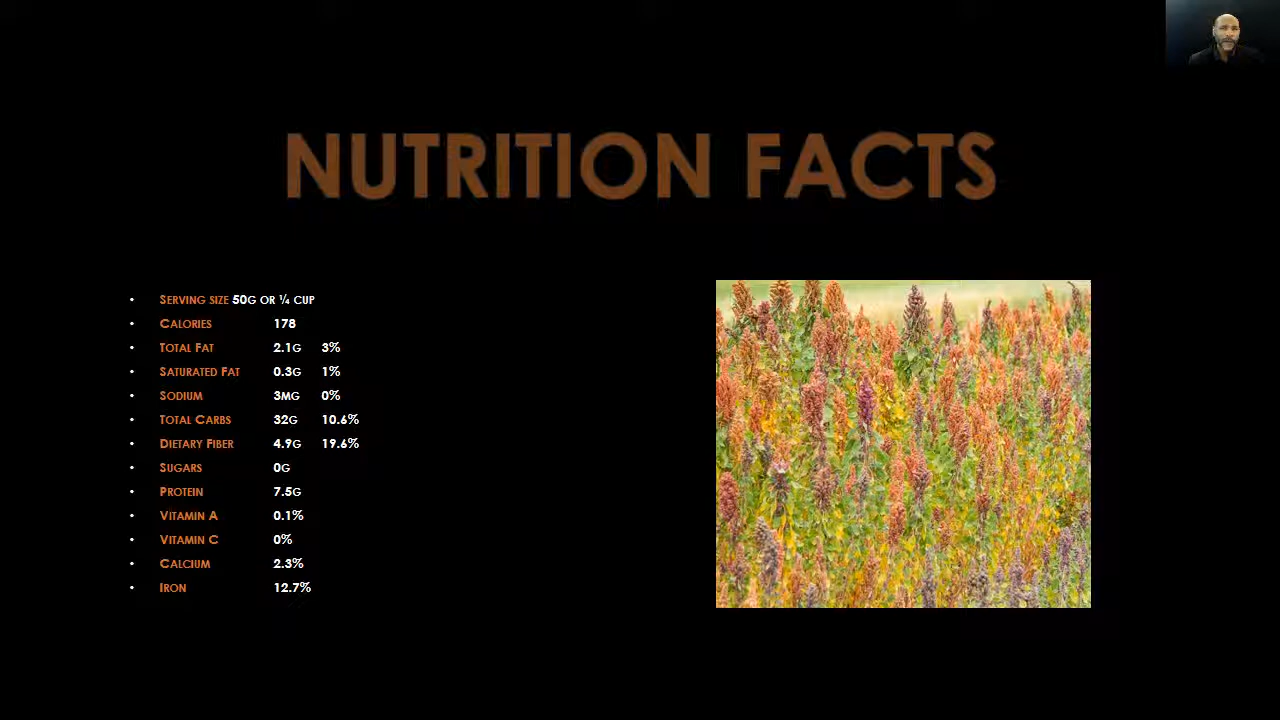 NUTRITION FACTS
• SERVING SIZE 50G OR ¼ CUP
• CALORIES 178
• TOTAL FAT 2.1G 3%
• SATURATED FAT 0.3G 1%
• SODIUM 3MG 0%
• TOTAL CARBS 32G 10.6%
• DIETARY FIBER 4.9G 19.6%
• SUGARS 0G
• PROTEIN 7.5G
• VITAMIN A 0.1%
• VITAMIN C 0%
• CALCIUM 2.3%
• IRON 12.7%